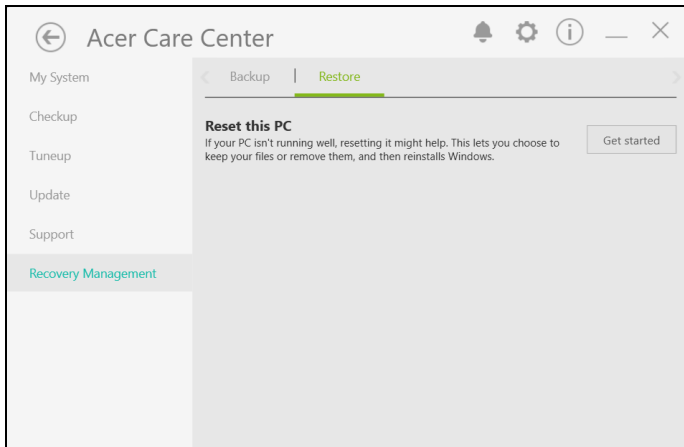 Acer Care Center
My System
Checkup
Tuneup
Update
Support
Recovery Management
Backup
Restore
Reset this PC
If your PC isn't running well, resetting it might help. This lets you choose to
keep your files or remove them, and then reinstalls Windows.
Get started